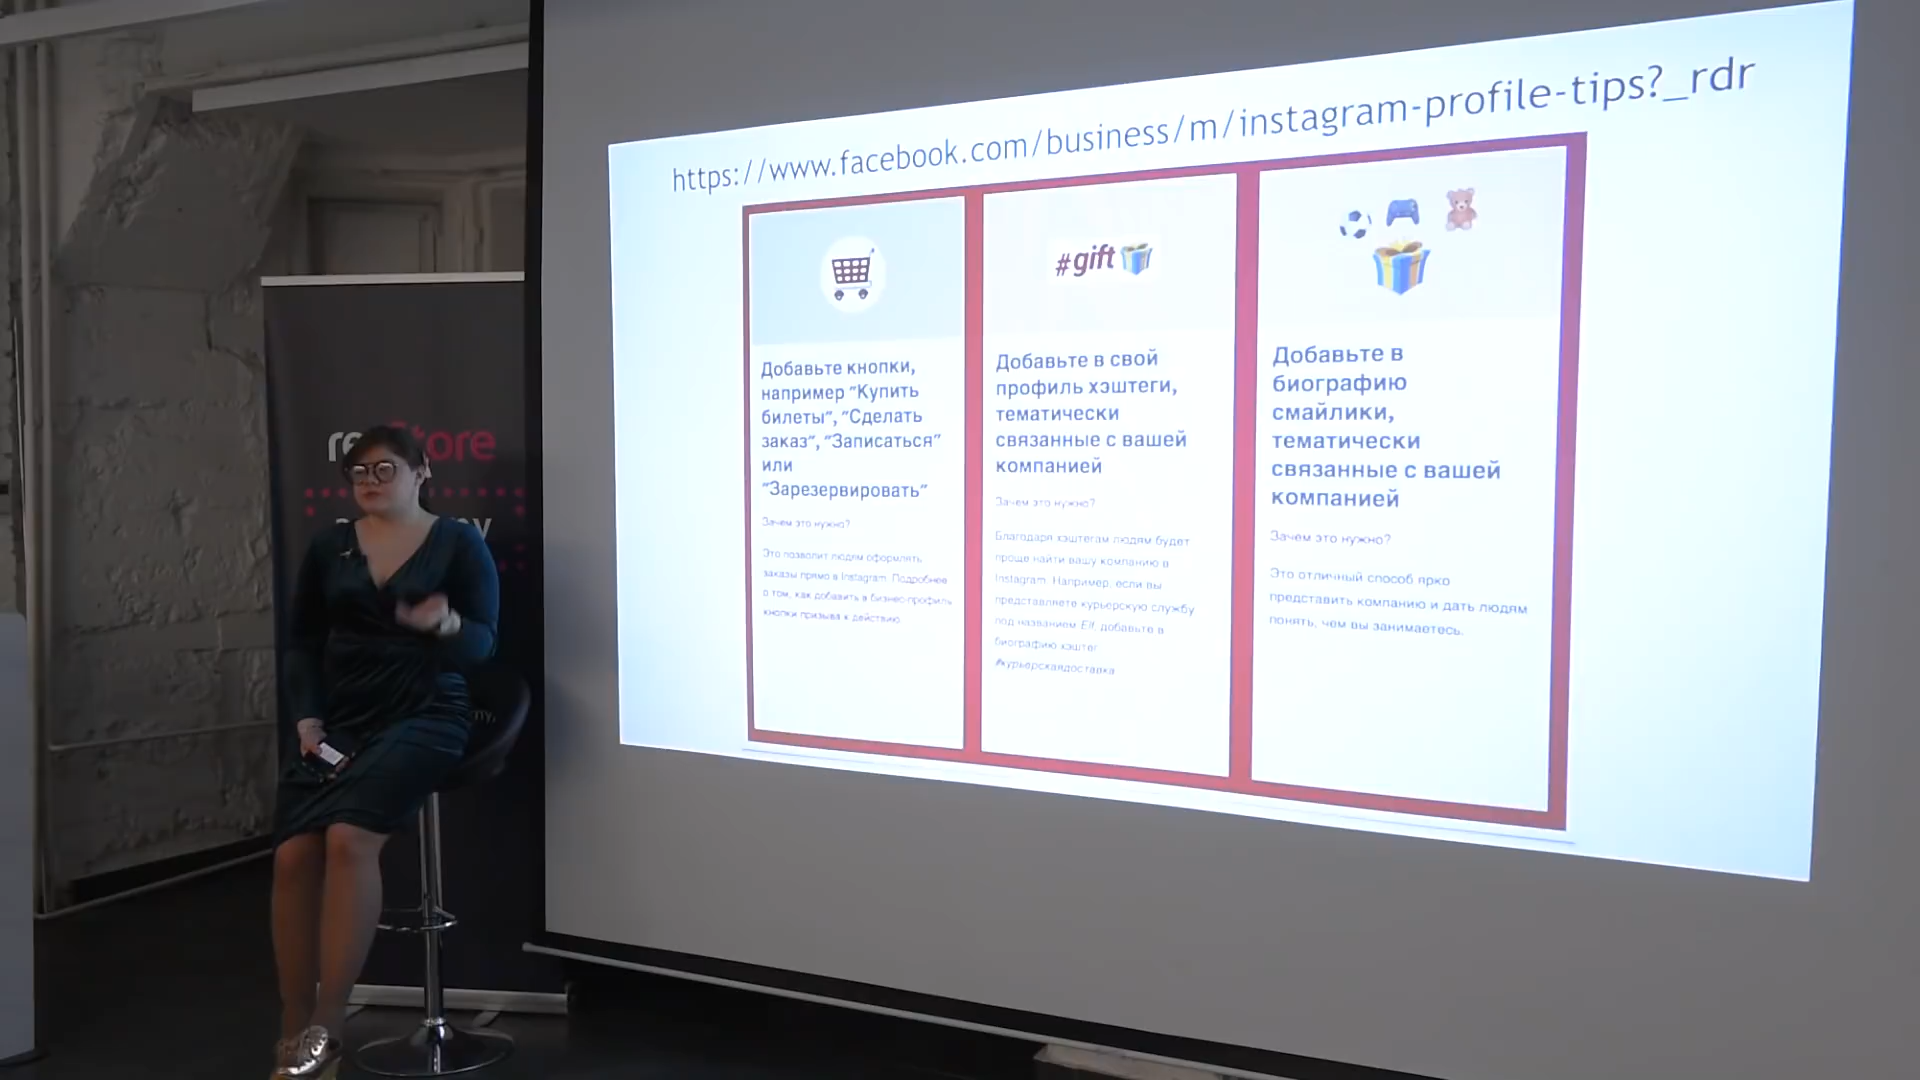 https://www.facebook.com/business/m/instagram-profile-tips?_rdr
#gift
Добавьте кнопки,
например "Купить
билеты", "Сделать
заказ", "Записаться"
или
"Зарезервировать"
Зачем это нужно?
Это позволит людям оформлять
заказы прямо в Instagram. Подробнее
о том, как добавить в бизнес-профиль
кнопки призыва к действию
Добавьте в свой
профиль хэштеги,
тематически
связанные с вашей
компанией
Зачем это нужно?
Благодаря хэштегам людям будет
проще найти вашу компанию в
Instagram. Например, если вы
представляете курьерскую службу
под названием Elf, добавьте в
биографию хэштег
#курьерскаядоставка
Добавьте в
биографию
смайлики,
тематически
связанные с вашей
компанией
Зачем это нужно?
Это отличный способ ярко
представить компанию и дать людям
понять, чем вы занимаетесь.